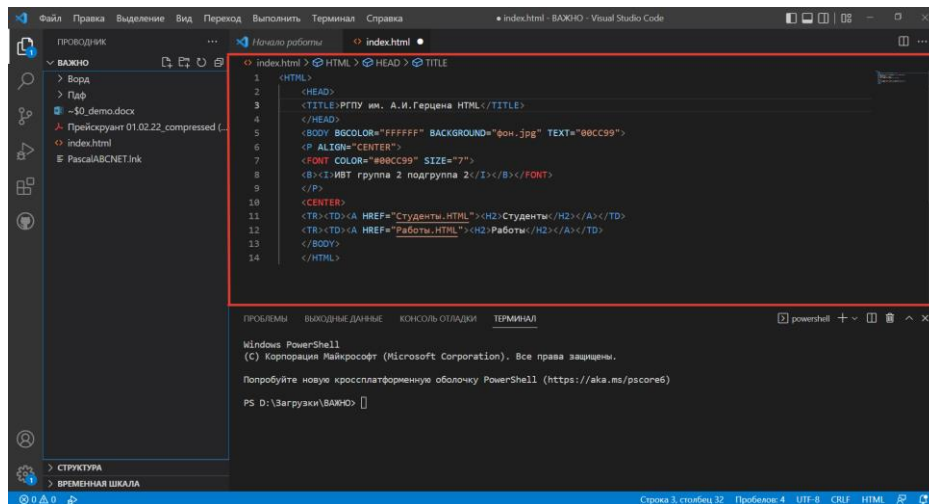 Файл Правка Выделение Вид Переход Выполнить Терминал Справка
● index.html - ВАЖНО - Visual Studio Code
ПРОВОДНИК
ВАЖНО
Ворд
Пдф
~$0_demo.docx
Прейскруант 01.02.22_compressed (...
index.html
PascalABCNET.lnk
СТРУКТУРА
ВРЕМЕННАЯ ШКАЛА
Начало работы
index.html ●
index.html > HTML > HEAD > TITLE
1 <HTML>
2 <HEAD>
3 <TITLE>РГПУ им. А.И.Герцена HTML</TITLE>
4 </HEAD>
5 <BODY BGCOLOR="FFFFFF" BACKGROUND="фон.jpg" TEXT="00CC99">
6 <P ALIGN="CENTER">
7 <FONT COLOR="#00CC99" SIZE="7">
8 <B><I>ИВТ группа 2 подгруппа 2</I></B></FONT>
9 </P>
10 <CENTER>
11 <TR><TD><A HREF="Студенты.HTML"><H2>Студенты</H2></A></TD>
12 <TR><TD><A HREF="Работы.HTML"><H2>Работы</H2></A></TD>
13 </BODY>
14 </HTML>
ПРОБЛЕМЫ ВЫХОДНЫЕ ДАННЫЕ КОНСОЛЬ ОТЛАДКИ ТЕРМИНАЛ
powershell
Windows PowerShell
(C) Корпорация Майкрософт (Microsoft Corporation). Все права защищены.
Попробуйте новую кроссплатформенную оболочку PowerShell (https://aka.ms/pscore6)
PS D:\Загрузки\ВАЖНО>
0 0 Строка 3, столбец 32 Пробелов: 4 UTF-8 CRLF HTML